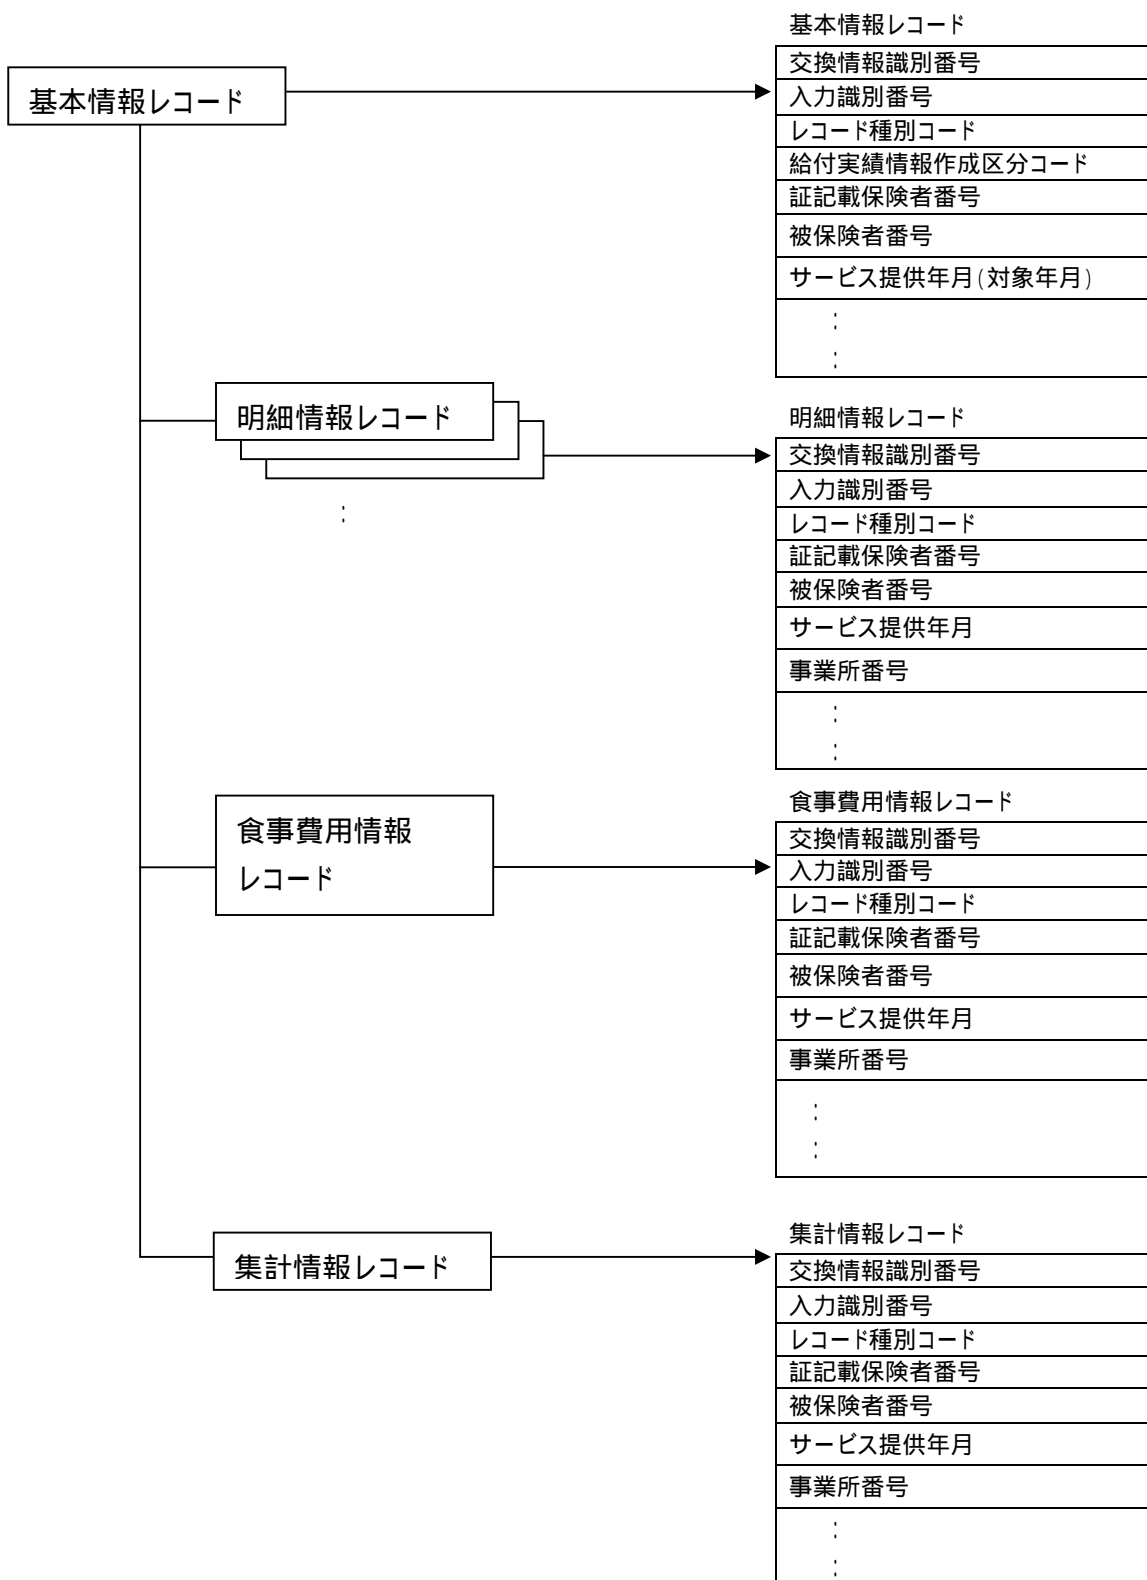 基本情報レコード
基本情報レコード
交換情報識別番号
入力識別番号
レコード種別コード
給付実績情報作成区分コード
証記載保険者番号
被保険者番号
サービス提供年月(対象年月)
:
:
明細情報レコード
:
明細情報レコード
交換情報識別番号
入力識別番号
レコード種別コード
証記載保険者番号
被保険者番号
サービス提供年月
事業所番号
:
:
食事費用情報
レコード
食事費用情報レコード
交換情報識別番号
入力識別番号
レコード種別コード
証記載保険者番号
被保険者番号
サービス提供年月
事業所番号
:
:
集計情報レコード
集計情報レコード
交換情報識別番号
入力識別番号
レコード種別コード
証記載保険者番号
被保険者番号
サービス提供年月
事業所番号
:
: